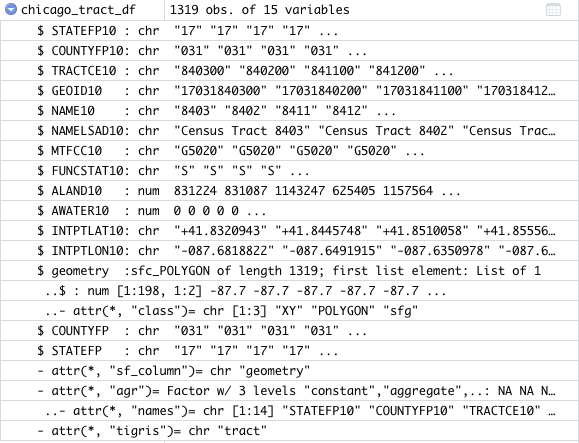 chicago_tract_df 1319 obs. of 15 variables
$ STATEFP10 : chr "17" "17" "17" "17" ...
$ COUNTYFP10: chr "031" "031" "031" "031" ...
$ TRACTCE10 : chr "840300" "840200" "841100" "841200" ...
$ GEOID10 : chr "17031840300" "17031840200" "17031841100" "170318412…
$ NAME10 : chr "8403" "8402" "8411" "8412" ...
$ NAMELSAD10: chr "Census Tract 8403" "Census Tract 8402" "Census Trac…
$ MTFCC10 : chr "G5020" "G5020" "G5020" "G5020" ...
$ FUNCSTAT10: chr "S" "S" "S" "S" ...
$ ALAND10 : num 831224 831087 1143247 625405 1157564 ...
$ AWATER10 : num 0 0 0 0 0 ...
$ INTPTLAT10: chr "+41.8320943" "+41.8445748" "+41.8510058" "+41.85556…
$ INTPTLON10: chr "-087.6818822" "-087.6491915" "-087.6350978" "-087.6…
$ geometry :sfc_POLYGON of length 1319; first list element: List of 1
..$ : num [1:198, 1:2] -87.7 -87.7 -87.7 -87.7 -87.7 ...
..- attr(*, "class")= chr [1:3] "XY" "POLYGON" "sfg"
$ COUNTYFP : chr "031" "031" "031" "031" ...
$ STATEFP : chr "17" "17" "17" "17" ...
- attr(*, "sf_column")= chr "geometry"
- attr(*, "agr")= Factor w/ 3 levels "constant","aggregate",..: NA NA N…
..- attr(*, "names")= chr [1:14] "STATEFP10" "COUNTYFP10" "TRACTCE10" …
- attr(*, "tigris")= chr "tract"